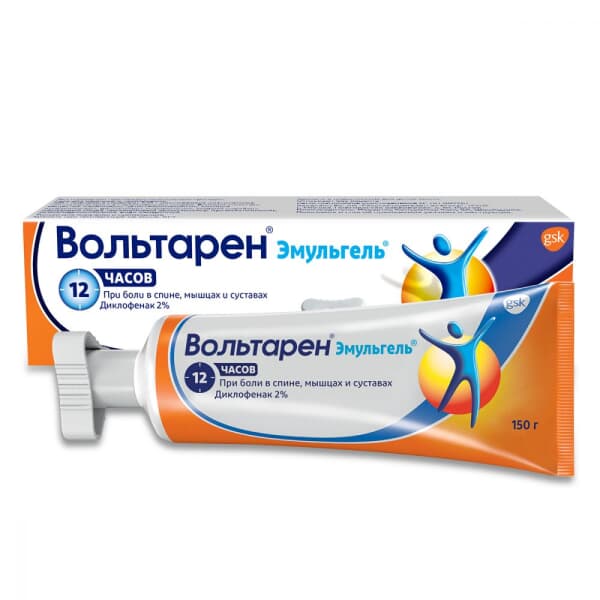 Вольтарен® Эмульгель®
gsk
12 ЧАСОВ
При боли в спине, мышцах и суставах
Диклофенак 2%
Вольтарен® Эмульгель®
gsk
12 ЧАСОВ
При боли в спине, мышцах и суставах
Диклофенак 2%
150 г